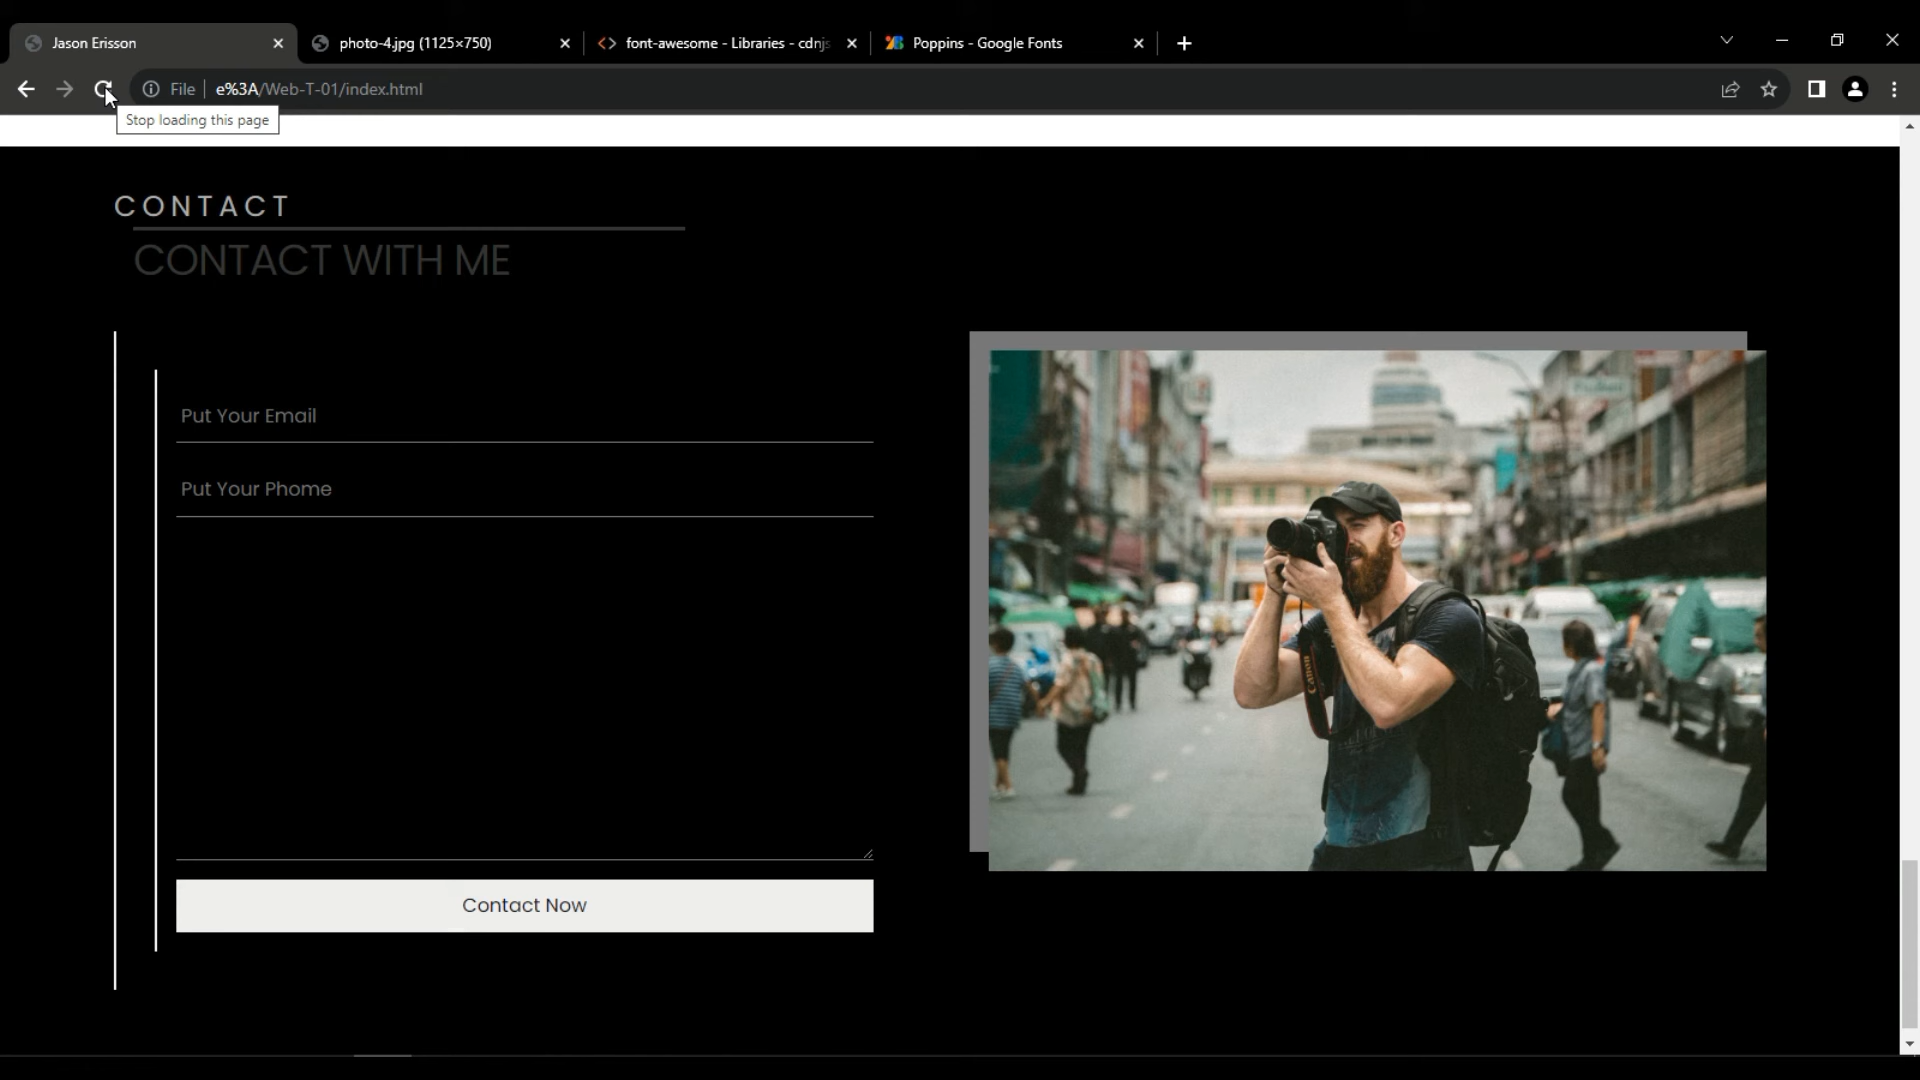 Jason Erisson
photo-4.jpg (1125×750)
font-awesome - Libraries - cdnjs
Poppins - Google Fonts
File
e%3A/Web-T-01/index.html
Stop loading this page
CONTACT
CONTACT WITH ME
Put Your Email
Put Your Phome
Contact Now
Canon